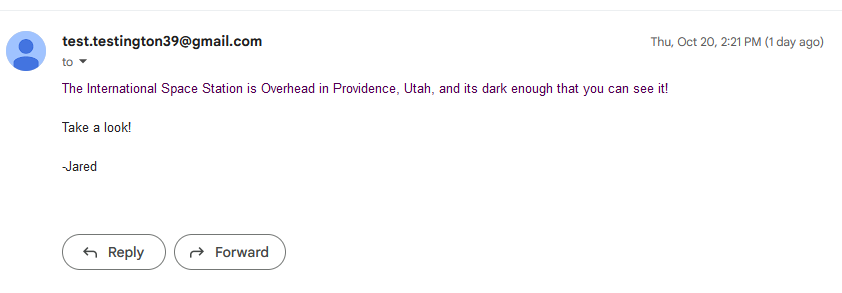 test.testington39@gmail.com
Thu, Oct 20, 2:21 PM (1 day ago)
to
The International Space Station is Overhead in Providence, Utah, and its dark enough that you can see it!
Take a look!
-Jared
Reply
Forward